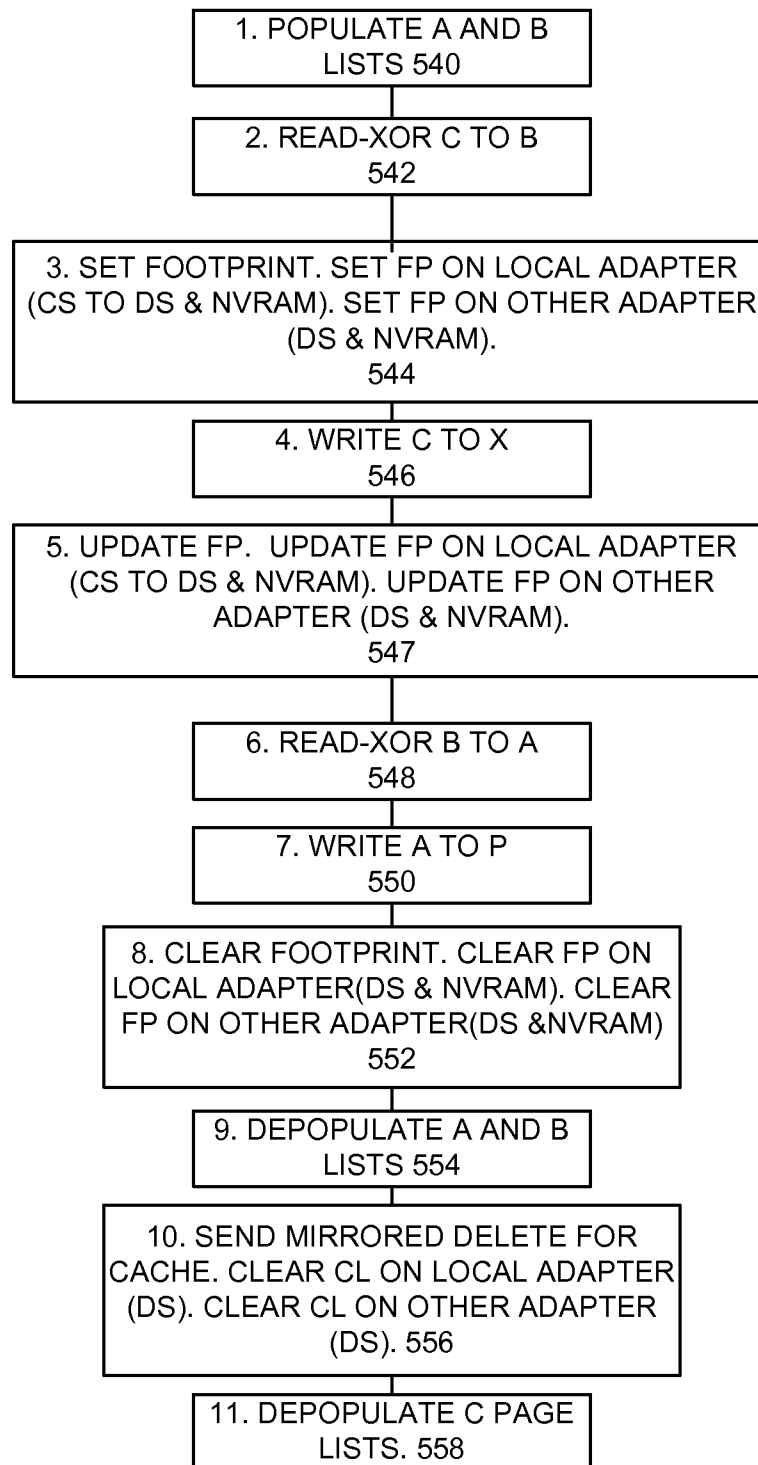 1. POPULATE A AND B
LISTS 540
2. READ-XOR C TO B
542
3. SET FOOTPRINT. SET FP ON LOCAL ADAPTER
(CS TO DS & NVRAM). SET FP ON OTHER ADAPTER
(DS & NVRAM).
544
4. WRITE C TO X
546
5. UPDATE FP. UPDATE FP ON LOCAL ADAPTER
(CS TO DS & NVRAM). UPDATE FP ON OTHER
ADAPTER (DS & NVRAM).
547
6. READ-XOR B TO A
548
7. WRITE A TO P
550
8. CLEAR FOOTPRINT. CLEAR FP ON
LOCAL ADAPTER(DS & NVRAM). CLEAR
FP ON OTHER ADAPTER(DS &NVRAM)
552
9. DEPOPULATE A AND B
LISTS 554
10. SEND MIRRORED DELETE FOR
CACHE. CLEAR CL ON LOCAL ADAPTER
(DS). CLEAR CL ON OTHER ADAPTER
(DS). 556
11. DEPOPULATE C PAGE
LISTS. 558